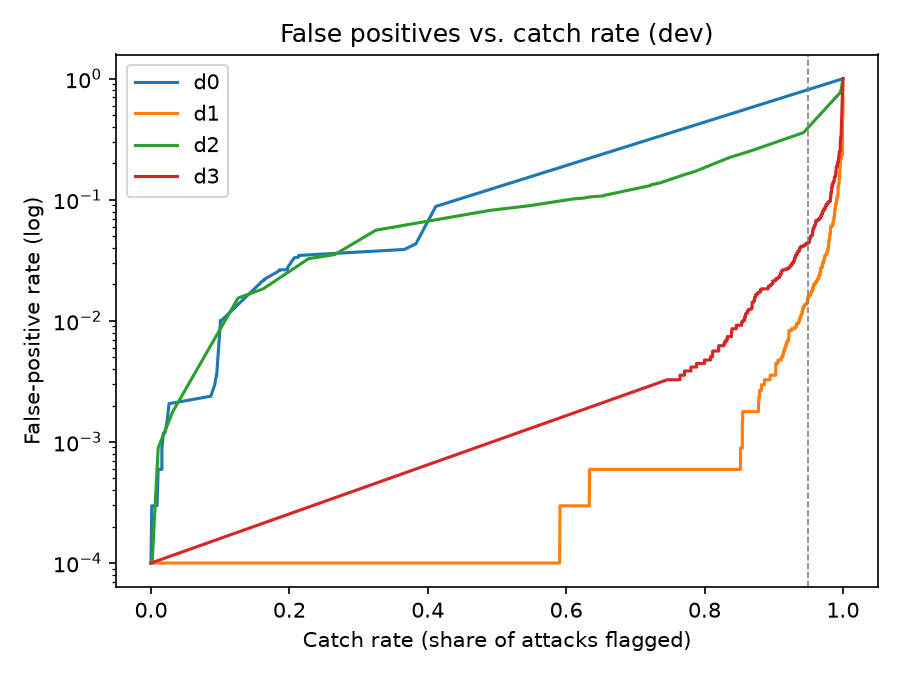 False positives vs. catch rate (dev)
d0
d1
d2
d3
10⁰
10⁻¹
10⁻²
10⁻³
10⁻⁴
False-positive rate (log)
0.0 0.2 0.4 0.6 0.8 1.0
Catch rate (share of attacks flagged)